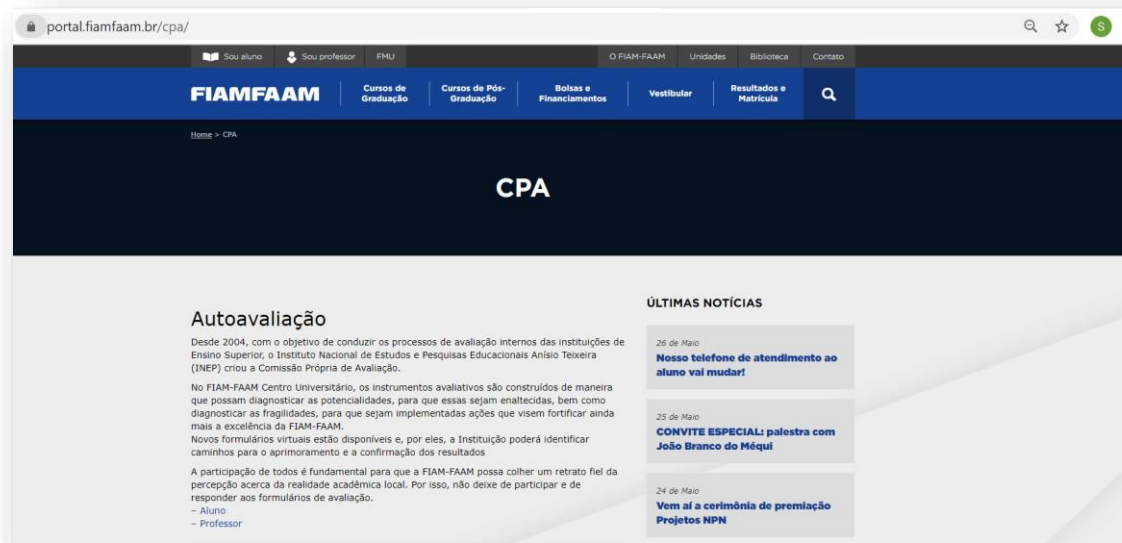 portal.fiamfaam.br/cpa/
S
Sou aluno
Sou professor
FMU
O FIAM-FAAM
Unidades
Biblioteca
Contato
FIAMFAAM
Cursos de
Graduação
Cursos de Pós-
Graduação
Bolsas e
Financiamentos
Vestibular
Resultados e
Matrícula
Home > CPA
CPA
Autoavaliação
Desde 2004, com o objetivo de conduzir os processos de avaliação internos das instituições de
Ensino Superior, o Instituto Nacional de Estudos e Pesquisas Educacionais Anísio Teixeira
(INEP) criou a Comissão Própria de Avaliação.
No FIAM-FAAM Centro Universitário, os instrumentos avaliativos são construídos de maneira
que possam diagnosticar as potencialidades, para que essas sejam enaltecidas, bem como
diagnosticar as fragilidades, para que sejam implementadas ações que visem fortificar ainda
mais a excelência da FIAM-FAAM.
Novos formulários virtuais estão disponíveis e, por eles, a Instituição poderá identificar
caminhos para o aprimoramento e a confirmação dos resultados
A participação de todos é fundamental para que a FIAM-FAAM possa colher um retrato fiel da
percepção acerca da realidade acadêmica local. Por isso, não deixe de participar e de
responder aos formulários de avaliação.
– Aluno
– Professor
ÚLTIMAS NOTÍCIAS
26 de Maio
Nosso telefone de atendimento ao
aluno vai mudar!
25 de Maio
CONVITE ESPECIAL: palestra com
João Branco do Méqui
24 de Maio
Vem aí a cerimônia de premiação
Projetos NPN